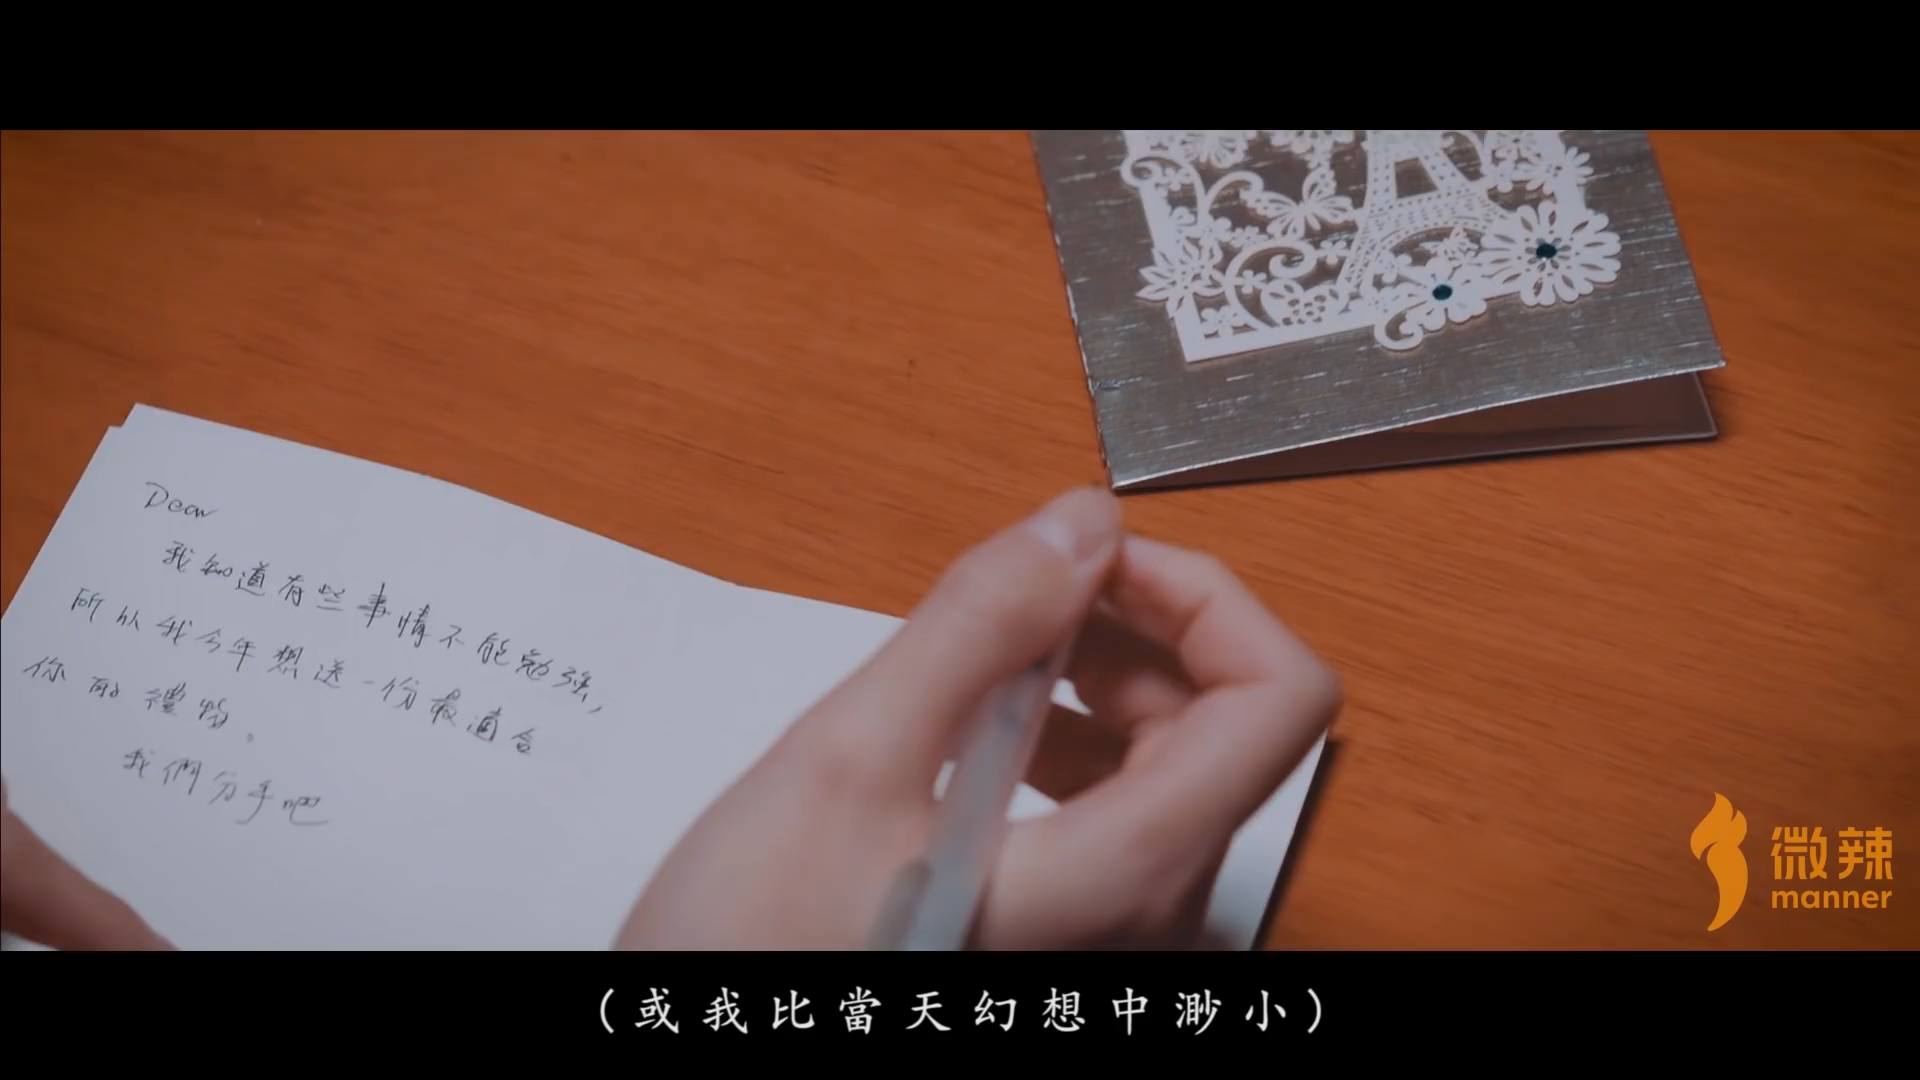 Dear
我知道有些事情不能勉強,
所以我今年想送一份最適合
你的禮物。
我們分手吧
微辣
manner
(或我比當天幻想中渺小)